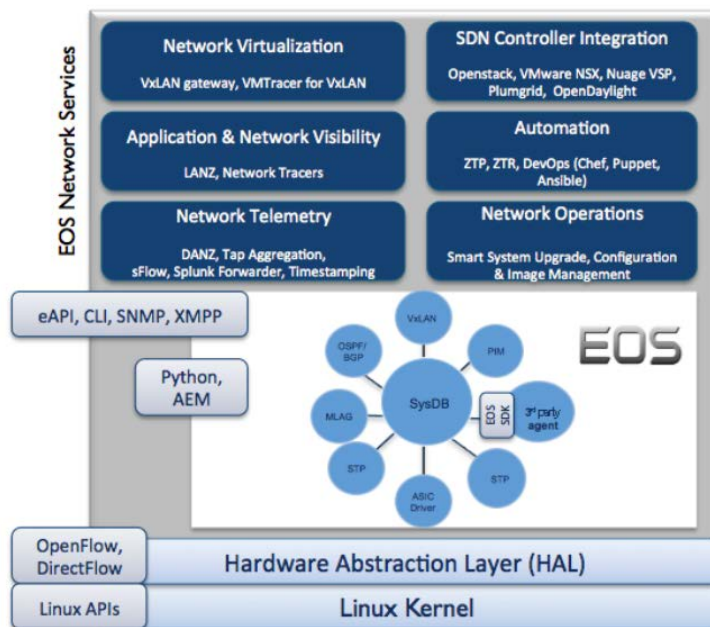 EOS Network Services
Network Virtualization
VxLAN gateway, VMTracer for VxLAN
SDN Controller Integration
Openstack, VMware NSX, Nuage VSP,
Plumgrid, OpenDaylight
Application & Network Visibility
LANZ, Network Tracers
Automation
ZTP, ZTR, DevOps (Chef, Puppet,
Ansible)
Network Telemetry
DANZ, Tap Aggregation,
sFlow, Splunk Forwarder, Timestamping
Network Operations
Smart System Upgrade, Configuration
& Image Management
eAPI, CLI, SNMP, XMPP
Python,
AEM
VxLAN
OSPF/
BGP
PIM
EOS
SysDB
MLAG
EOS
SDK
3rd party
agent
STP
STP
ASIC
Driver
OpenFlow,
DirectFlow
Hardware Abstraction Layer (HAL)
Linux APIs
Linux Kernel